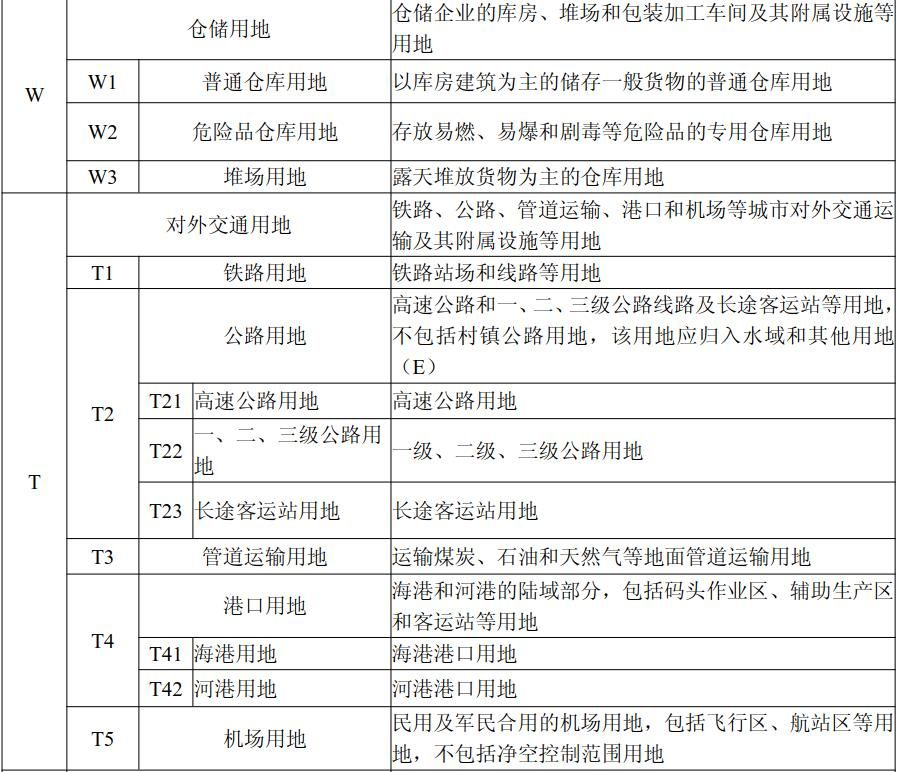 W
仓储用地
仓储企业的库房、堆场和包装加工车间及其附属设施等
用地
W1
普通仓库用地
以库房建筑为主的储存一般货物的普通仓库用地
W2
危险品仓库用地
存放易燃、易爆和剧毒等危险品的专用仓库用地
W3
堆场用地
露天堆放货物为主的仓库用地
T
对外交通用地
铁路、公路、管道运输、港口和机场等城市对外交通运
输及其附属设施等用地
T1
铁路用地
铁路站场和线路等用地
T2
公路用地
高速公路和一、二、三级公路线路及长途客运站等用地，
不包括村镇公路用地，该用地应归入水域和其他用地
（E）
T21
高速公路用地
高速公路用地
T22
一、二、三级公路用
地
一级、二级、三级公路用地
T23
长途客运站用地
长途客运站用地
T3
管道运输用地
运输煤炭、石油和天然气等地面管道运输用地
T4
港口用地
海港和河港的陆域部分，包括码头作业区、辅助生产区
和客运站等用地
T41
海港用地
海港港口用地
T42
河港用地
河港港口用地
T5
机场用地
民用及军民合用的机场用地，包括飞行区、航站区等用
地，不包括净空控制范围用地